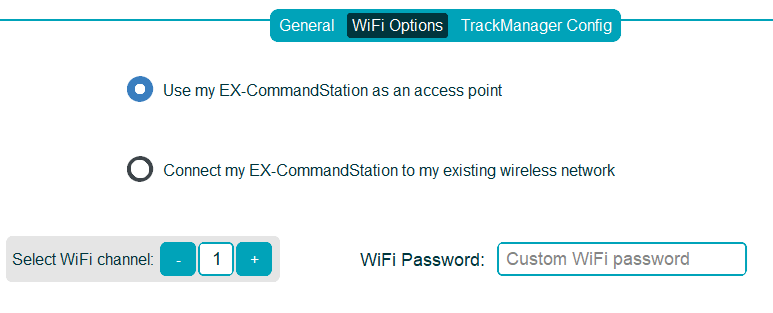 General WiFi Options TrackManager Config
Use my EX-CommandStation as an access point
Connect my EX-CommandStation to my existing wireless network
Select WiFi channel: - 1 + WiFi Password: Custom WiFi password